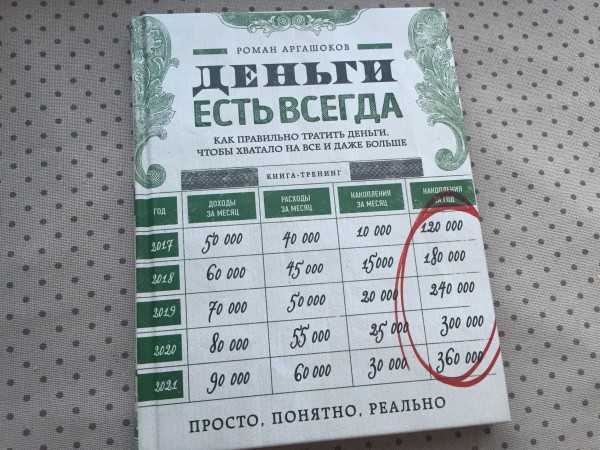 РОМАН АРГАШОКОВ
ДЕНЬГИ
ЕСТЬ ВСЕГДА
КАК ПРАВИЛЬНО ТРАТИТЬ ДЕНЬГИ,
ЧТОБЫ ХВАТАЛО НА ВСЕ И ДАЖЕ БОЛЬШЕ
КНИГА-ТРЕНИНГ
ГОД ДОХОДЫ ЗА МЕСЯЦ РАСХОДЫ ЗА МЕСЯЦ НАКОПЛЕНИЯ ЗА МЕСЯЦ НАКОПЛЕНИЯ ЗА ГОД
2017 50 000 40 000 10 000 120 000
2018 60 000 45 000 15000 180 000
2019 70 000 50 000 20 000 240 000
2020 80 000 55 000 25 000 300 000
2021 90 000 60 000 30 000 360 000
ПРОСТО, ПОНЯТНО, РЕАЛЬНО